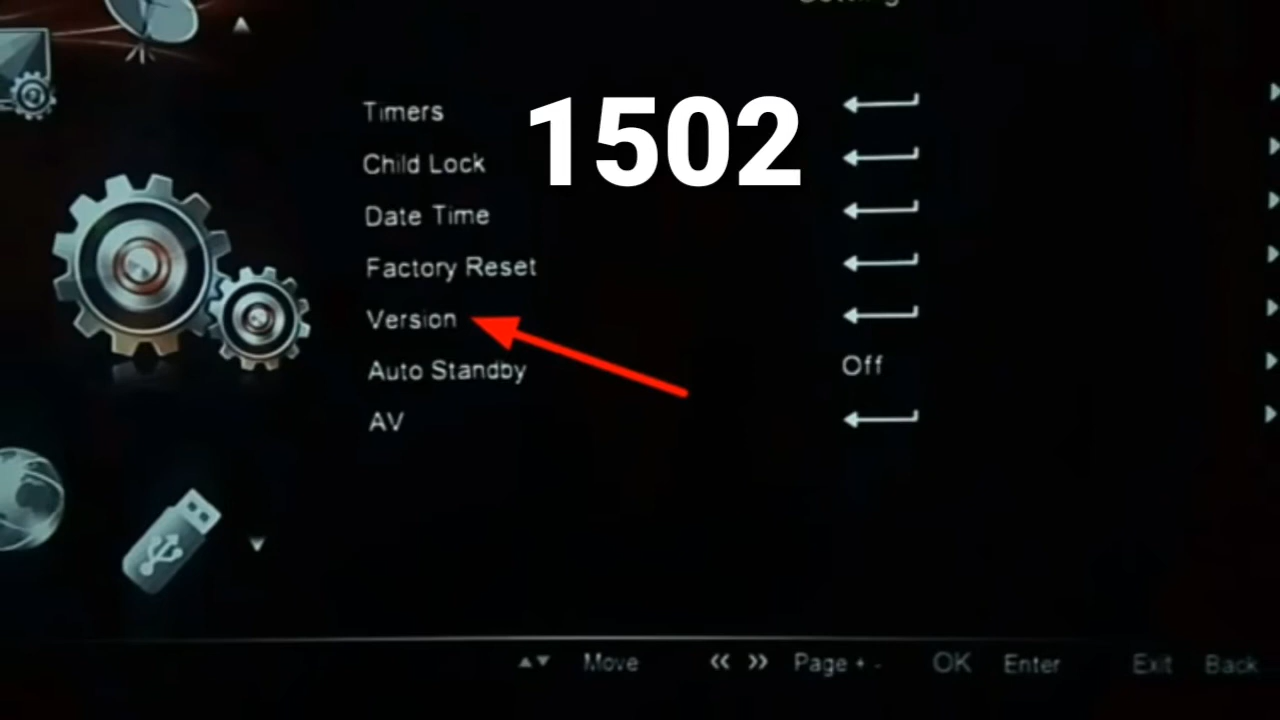 Timers
1502
Child Lock
Date Time
Factory Reset
Version
Auto Standby Off
AV
Move Page + - OK Enter Exit Back